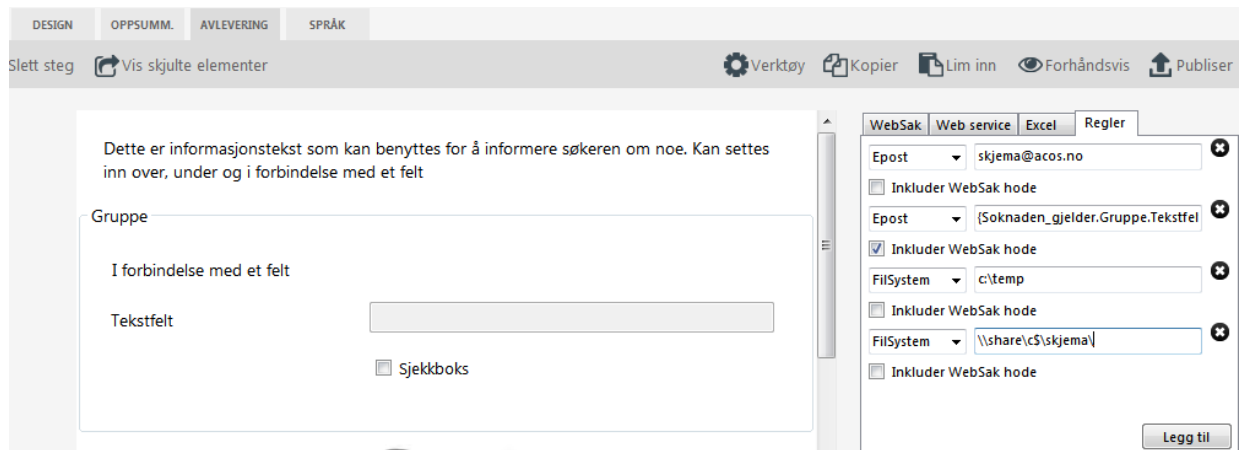 DESIGN OPPSUMM. AVLEVERING SPRÅK
Slett steg Vis skjulte elementer Verktøy Kopier Lim inn Forhåndsvis Publiser
Dette er informasjonstekst som kan benyttes for å informere søkeren om noe. Kan settes
inn over, under og i forbindelse med et felt
Gruppe
I forbindelse med et felt
Tekstfelt
Sjekkboks
WebSak Web service Excel Regler
Epost skjema@acos.no
Inkluder WebSak hode
Epost {Soknaden_gjelder.Gruppe.Tekstfel
Inkluder WebSak hode
FilSystem c:\temp
Inkluder WebSak hode
FilSystem \\share\c$\skjema\
Inkluder WebSak hode
Legg til